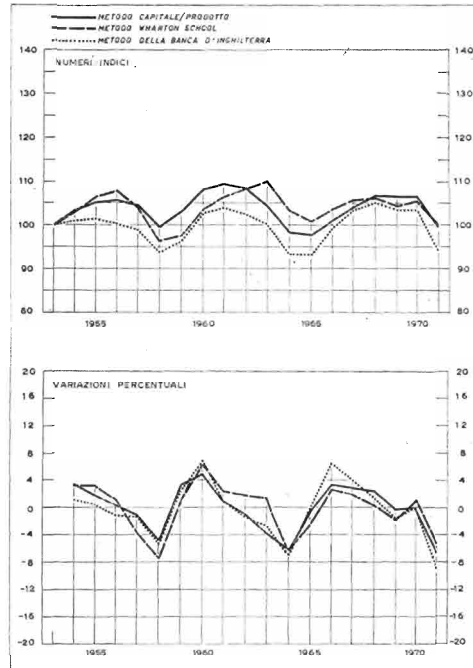 METODO CAPITALE/PRODOTTO
METODO WHARTON SCHOOL
METODO DELLA BANCA D'INGHILTERRA
140 140
NUMERI INDICI
130 130
120 120
110 110
100 100
90 90
80 80
1955 1960 1965 1970
20 20
VARIAZIONI PERCENTUALI
16 16
12 12
8 8
4 4
0 0
-4 -4
-8 -8
-12 -12
-16 -16
-20 -20
1955 1960 1965 1970